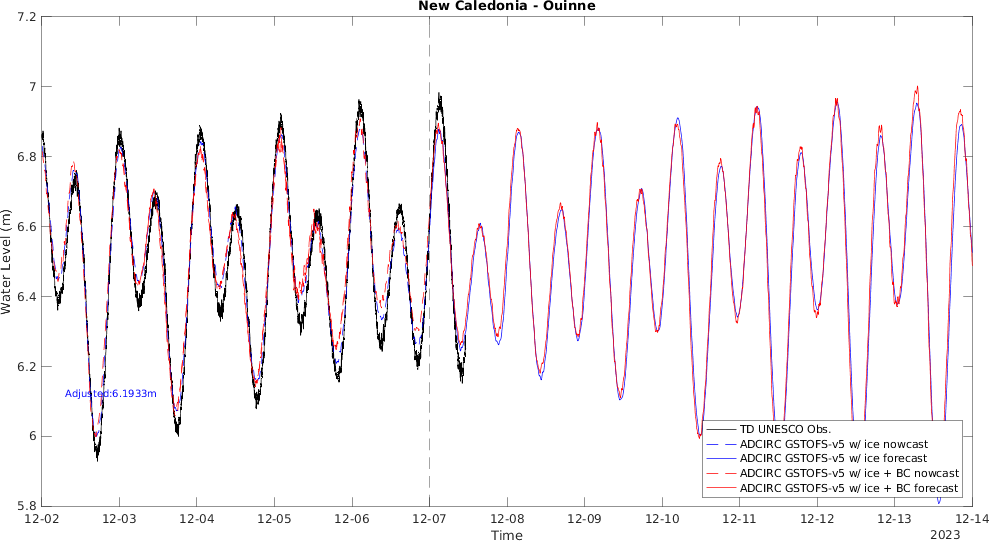 New Caledonia - Ouinne
7.2
7
6.8
6.6
6.4
6.2
6
5.8
Water Level (m)
Adjusted:6.1933m
TD UNESCO Obs.
ADCIRC GSTOFS-v5 w/ ice nowcast
ADCIRC GSTOFS-v5 w/ ice forecast
ADCIRC GSTOFS-v5 w/ ice + BC nowcast
ADCIRC GSTOFS-v5 w/ ice + BC forecast
12-02 12-03 12-04 12-05 12-06 12-07 12-08 12-09 12-10 12-11 12-12 12-13 12-14
Time
2023